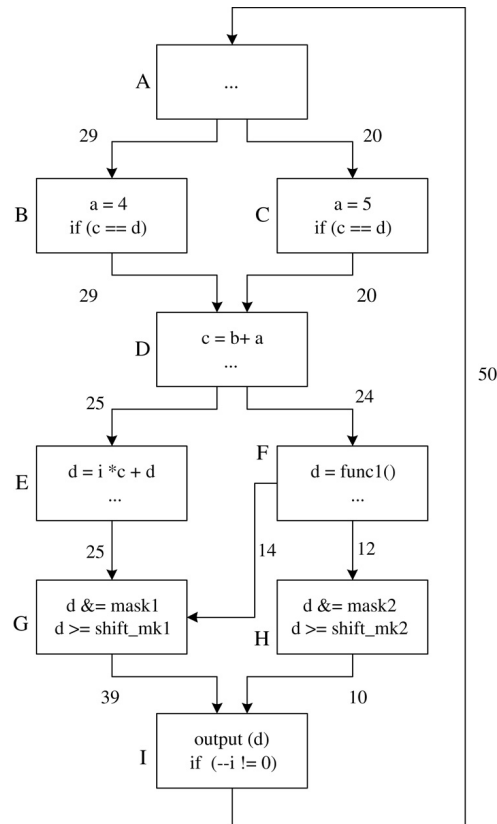 A
...
29
20
B
a = 4
if (c == d)
C
a = 5
if (c == d)
29
20
D
c = b+ a
...
50
25
24
E
d = i *c + d
...
F
d = func1()
...
25
14
12
G
d &= mask1
d >= shift_mk1
H
d &= mask2
d >= shift_mk2
39
10
I
output (d)
if (--i != 0)